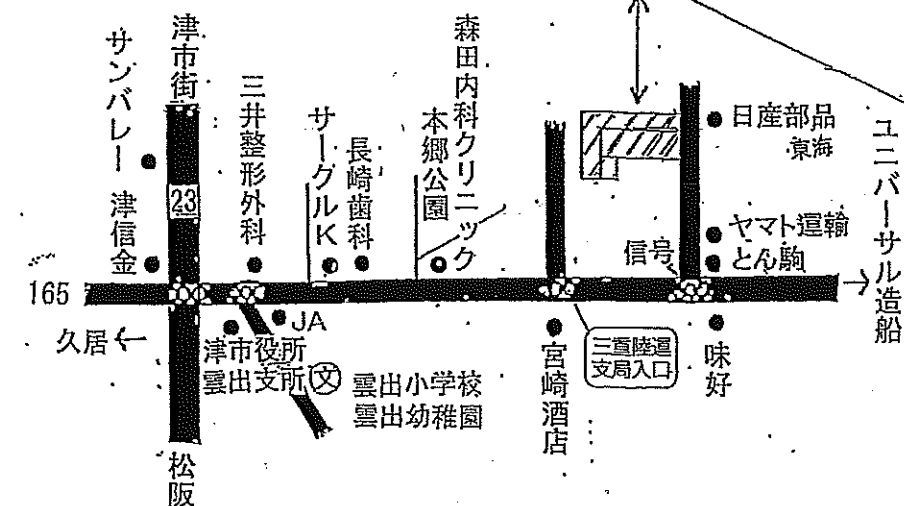 サンバレー
津市街
三井整形外科
サークルK
長崎歯科
本郷公園
森田内科クリニック
日産部品
東海
ユニバーサル造船
23
津信金
信号
ヤマト運輸
とん駒
165
久居
JA
津市役所
雲出支所
文
雲出小学校
雲出幼稚園
宮崎酒店
三重陸運
支局入口
味好
松阪